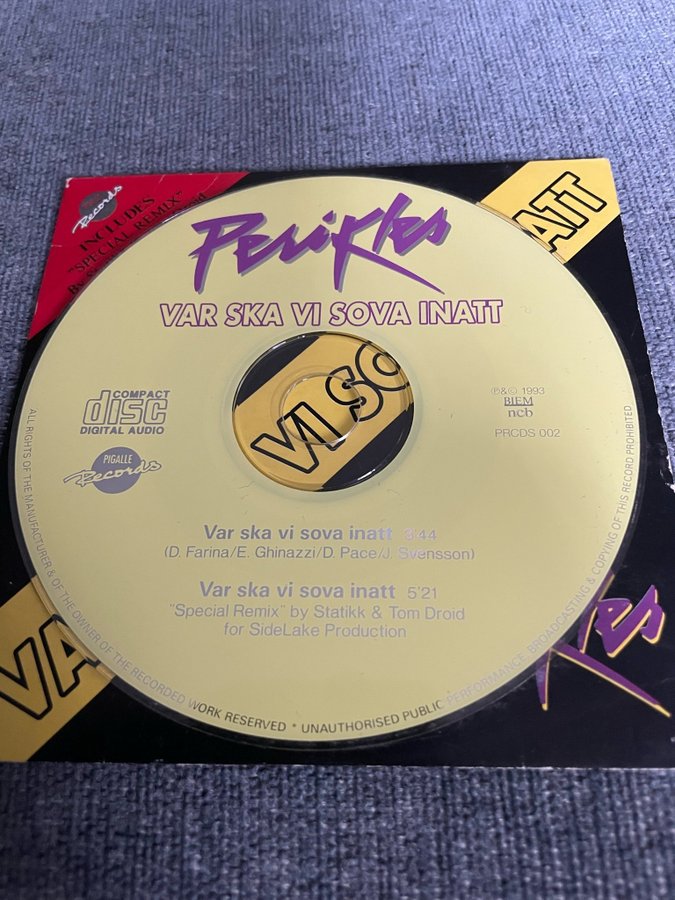 Records
INCLUDES
"SPECIAL REMIX"
ATT
Perikles
VAR SKA VI SOVA INATT
COMPACT
disc
DIGITAL AUDIO
PIGALLE
Records
VI SO
℗&© 1993
BIEM
ncb
PRCDS 002
Var ska vi sova inatt 3'44
(D. Farina/E. Ghinazzi/D. Pace/J. Svensson)
Var ska vi sova inatt 5'21
"Special Remix" by Statikk & Tom Droid
for SideLake Production
ALL RIGHTS OF THE MANUFACTURER & OF THE OWNER OF THE RECORDED WORK RESERVED * UNAUTHORISED PUBLIC PERFORMANCE BROADCASTING & COPYING OF THIS RECORD PROHIBITED
VA
kles